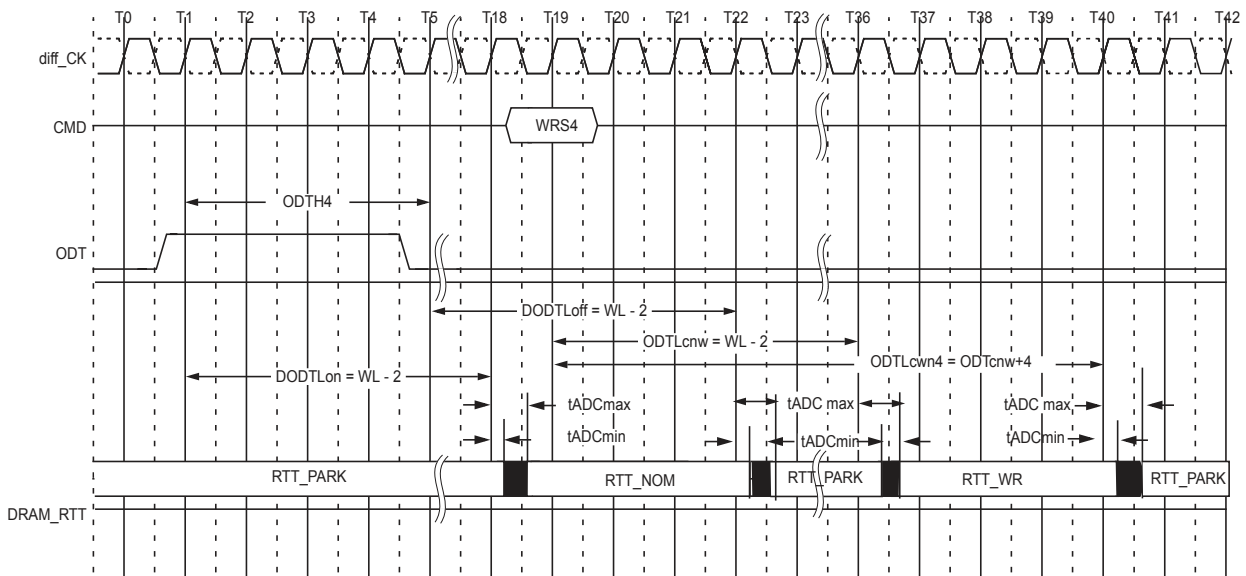 T0 T1 T2 T3 T4 T5 T18 T19 T20 T21 T22 T23 T36 T37 T38 T39 T40 T41 T42
diff_CK
CMD
WRS4
ODTH4
ODT
DODTLoff = WL - 2
ODTLcnw = WL - 2
ODTLcwn4 = ODTcnw+4
DODTLon = WL - 2
tADCmax
tADC max
tADC max
tADCmin
tADCmin
tADCmin
RTT_PARK
RTT_NOM
RTT_PARK
RTT_WR
RTT_PARK
DRAM_RTT